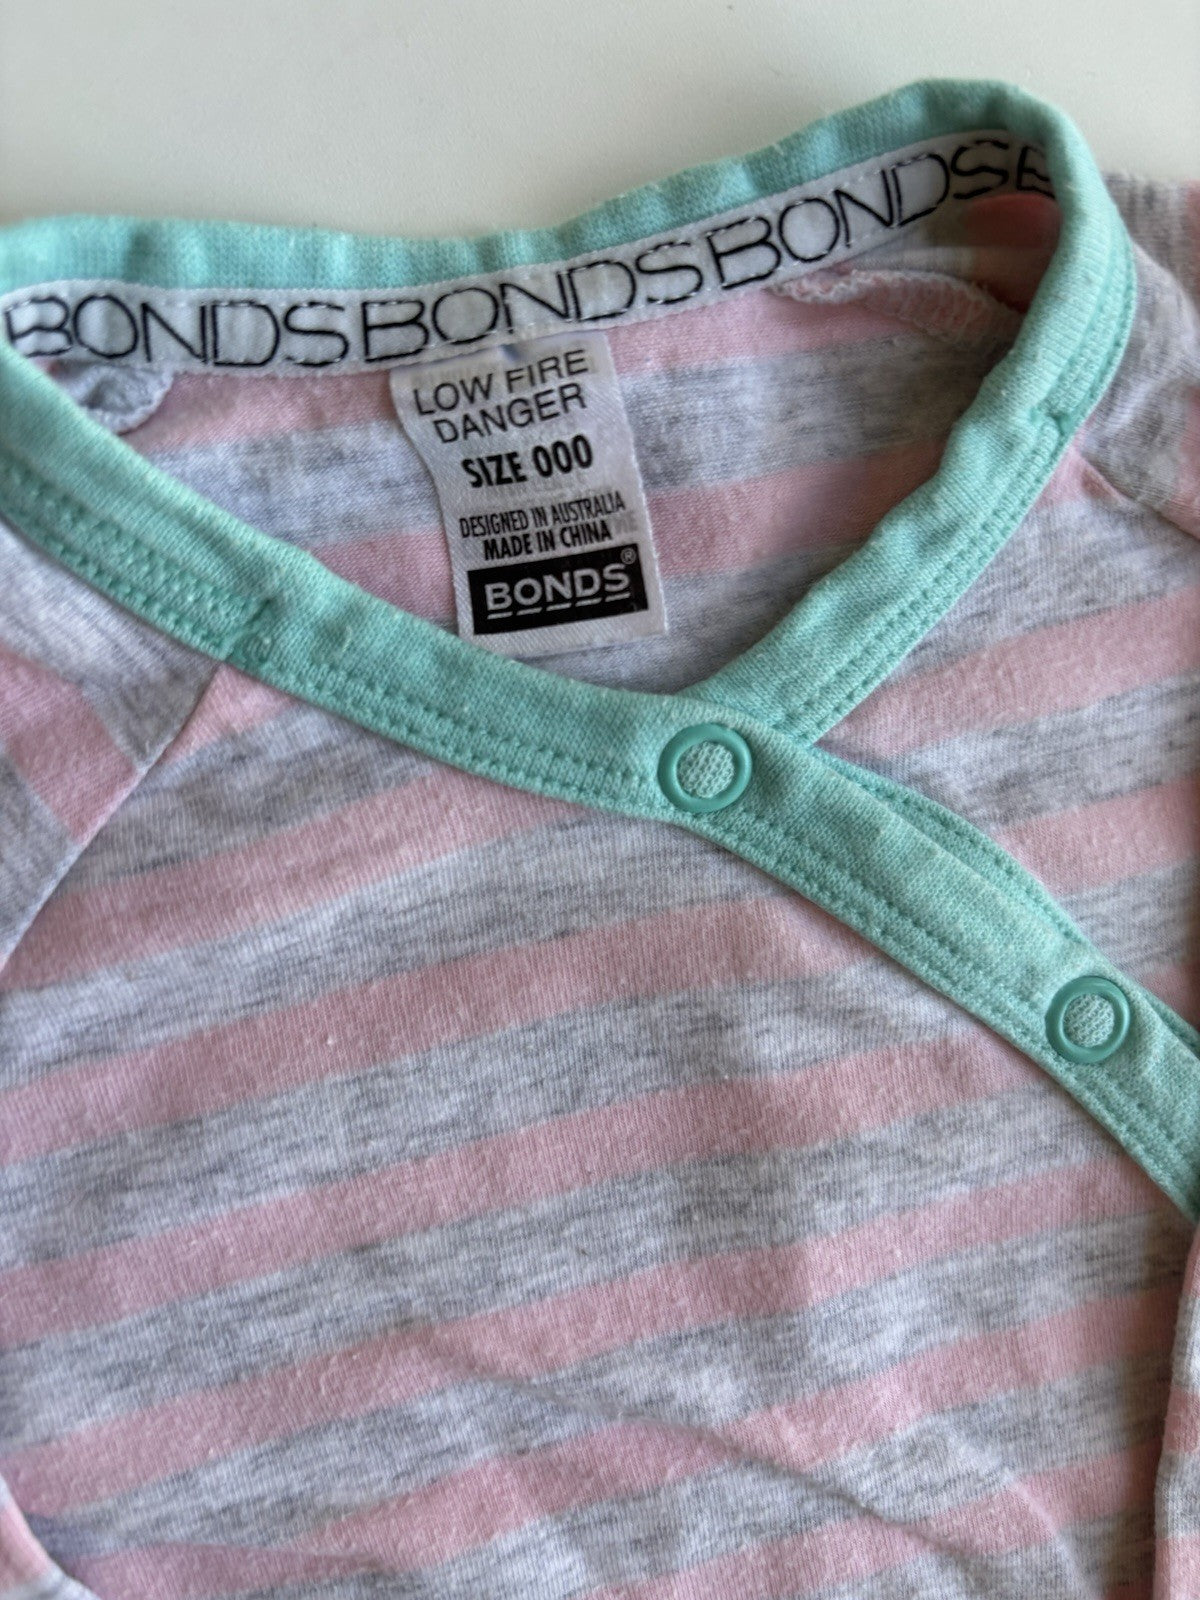 BONDSBONDSBONDSB
LOW FIRE
DANGER
SIZE 000
DESIGNED IN AUSTRALIA
MADE IN CHINA
BONDS®